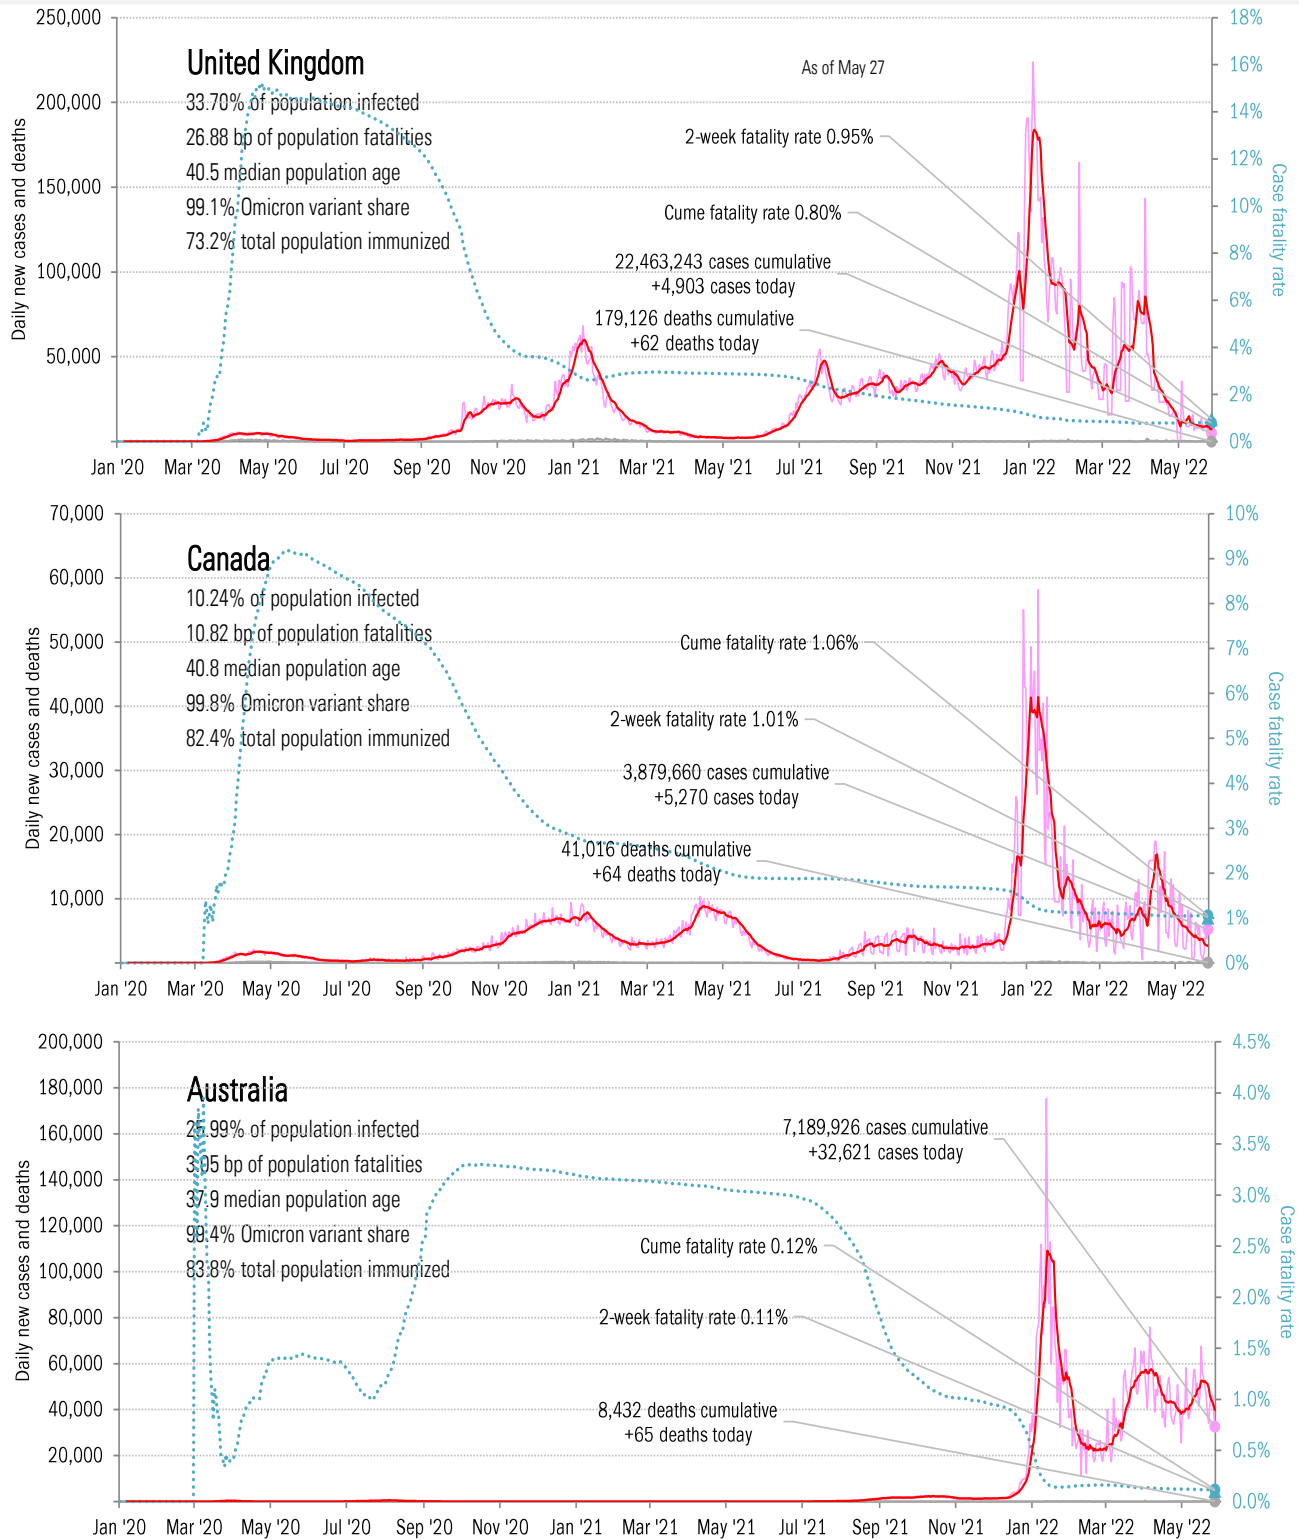 250,000
200,000
150,000
100,000
50,000
Daily new cases and deaths
United Kingdom
33.70% of population infected
26.88 bp of population fatalities
40.5 median population age
99.1% Omicron variant share
73.2% total population immunized
As of May 27
2-week fatality rate 0.95%
Cume fatality rate 0.80%
22,463,243 cases cumulative
+4,903 cases today
179,126 deaths cumulative
+62 deaths today
18%
16%
14%
12%
10%
8%
6%
4%
2%
0%
Case fatality rate
Jan '20 Mar '20 May '20 Jul '20 Sep '20 Nov '20 Jan '21 Mar '21 May '21 Jul '21 Sep '21 Nov '21 Jan '22 Mar '22 May '22
70,000
60,000
50,000
40,000
30,000
20,000
10,000
Daily new cases and deaths
Canada
10.24% of population infected
10.82 bp of population fatalities
40.8 median population age
99.8% Omicron variant share
82.4% total population immunized
Cume fatality rate 1.06%
2-week fatality rate 1.01%
3,879,660 cases cumulative
+5,270 cases today
41,016 deaths cumulative
+64 deaths today
10%
9%
8%
7%
6%
5%
4%
3%
2%
1%
0%
Case fatality rate
Jan '20 Mar '20 May '20 Jul '20 Sep '20 Nov '20 Jan '21 Mar '21 May '21 Jul '21 Sep '21 Nov '21 Jan '22 Mar '22 May '22
200,000
180,000
160,000
140,000
120,000
100,000
80,000
60,000
40,000
20,000
Daily new cases and deaths
Australia
25.99% of population infected
3.05 bp of population fatalities
37.9 median population age
99.4% Omicron variant share
83.8% total population immunized
7,189,926 cases cumulative
+32,621 cases today
Cume fatality rate 0.12%
2-week fatality rate 0.11%
8,432 deaths cumulative
+65 deaths today
4.5%
4.0%
3.5%
3.0%
2.5%
2.0%
1.5%
1.0%
0.5%
0.0%
Case fatality rate
Jan '20 Mar '20 May '20 Jul '20 Sep '20 Nov '20 Jan '21 Mar '21 May '21 Jul '21 Sep '21 Nov '21 Jan '22 Mar '22 May '22